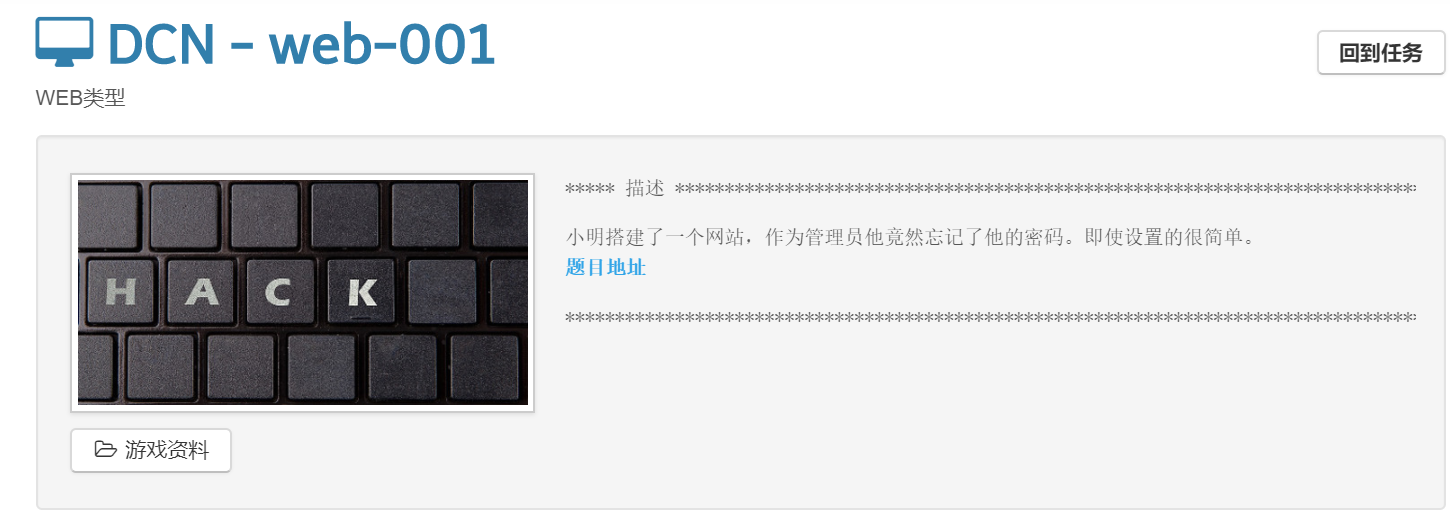 DCN - web-001
回到任务
WEB类型
***** 描述 ***************************************************************************
小明搭建了一个网站，作为管理员他竟然忘记了他的密码。即使设置的很简单。
题目地址
**************************************************************************************
H A C K
游戏资料